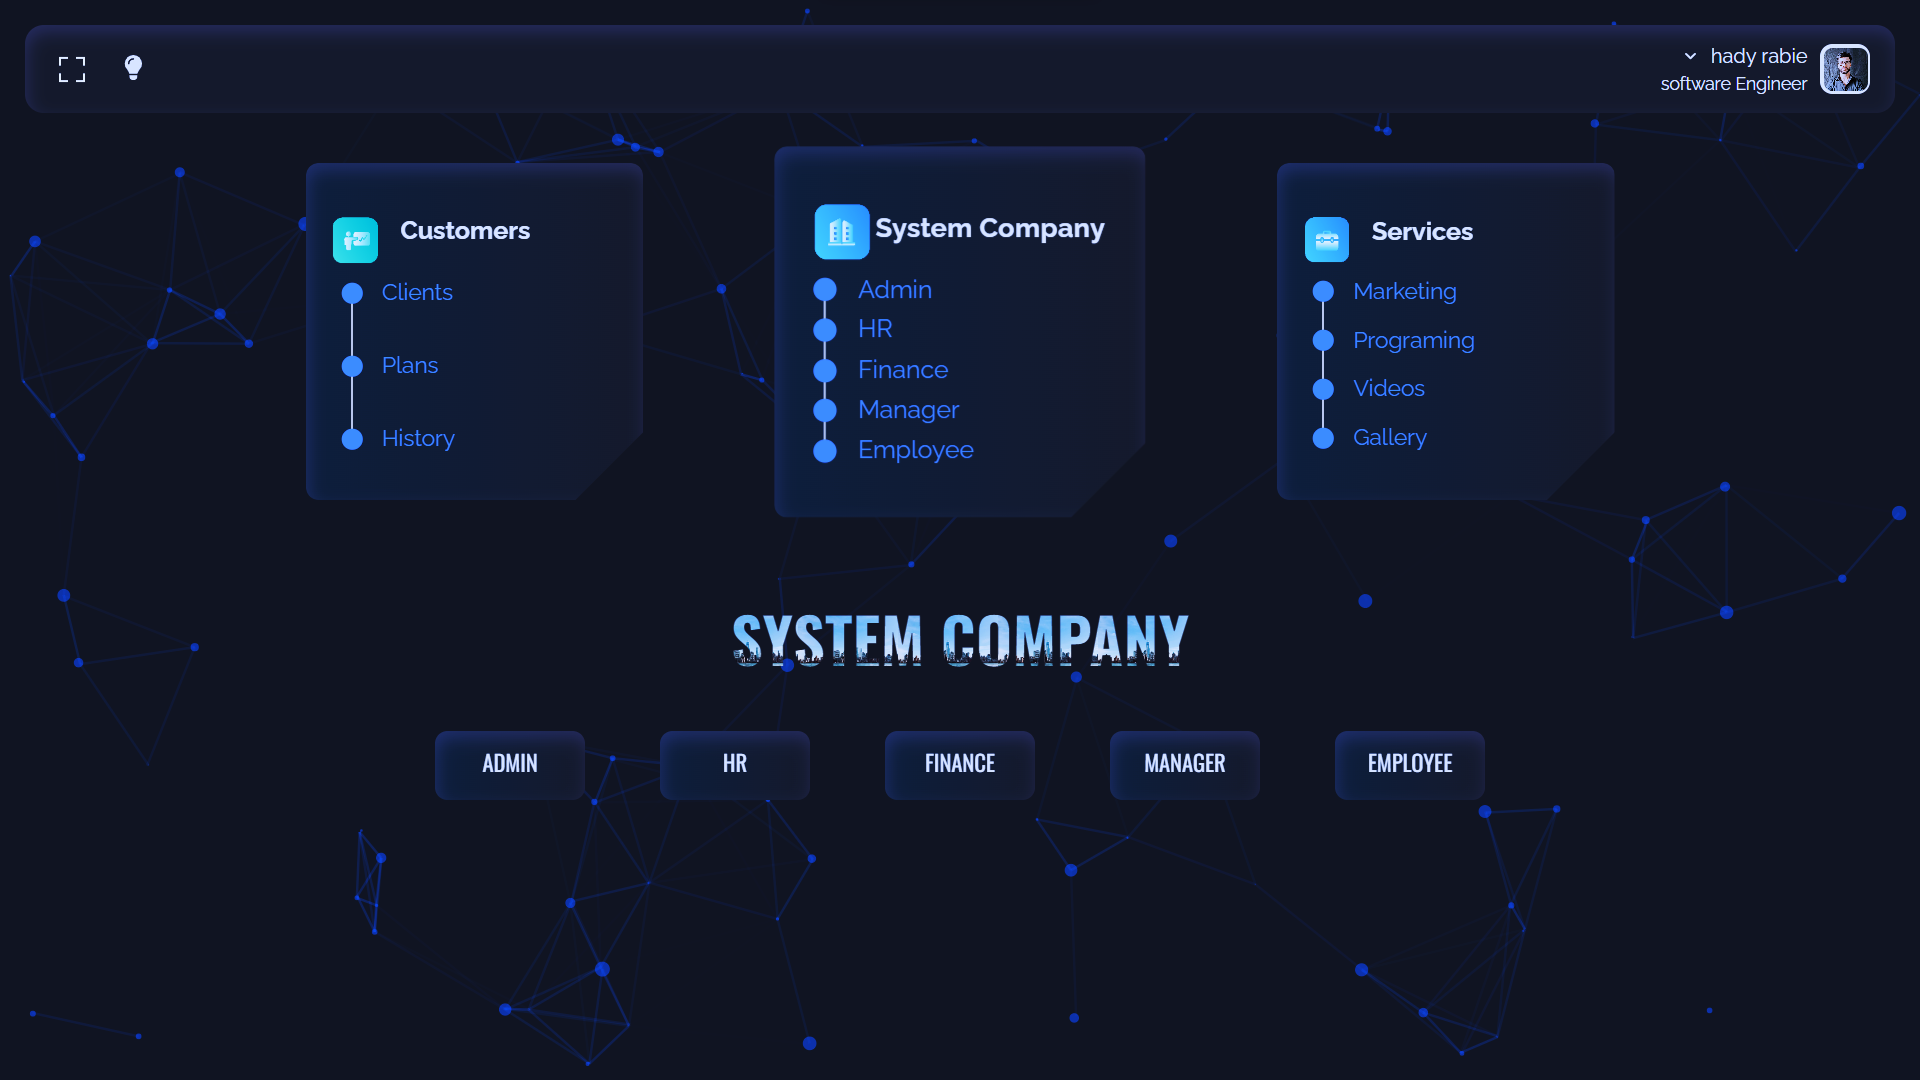 hady rabie
software Engineer
Customers
Clients
Plans
History
System Company
Admin
HR
Finance
Manager
Employee
Services
Marketing
Programing
Videos
Gallery
SYSTEM COMPANY
ADMIN
HR
FINANCE
MANAGER
EMPLOYEE